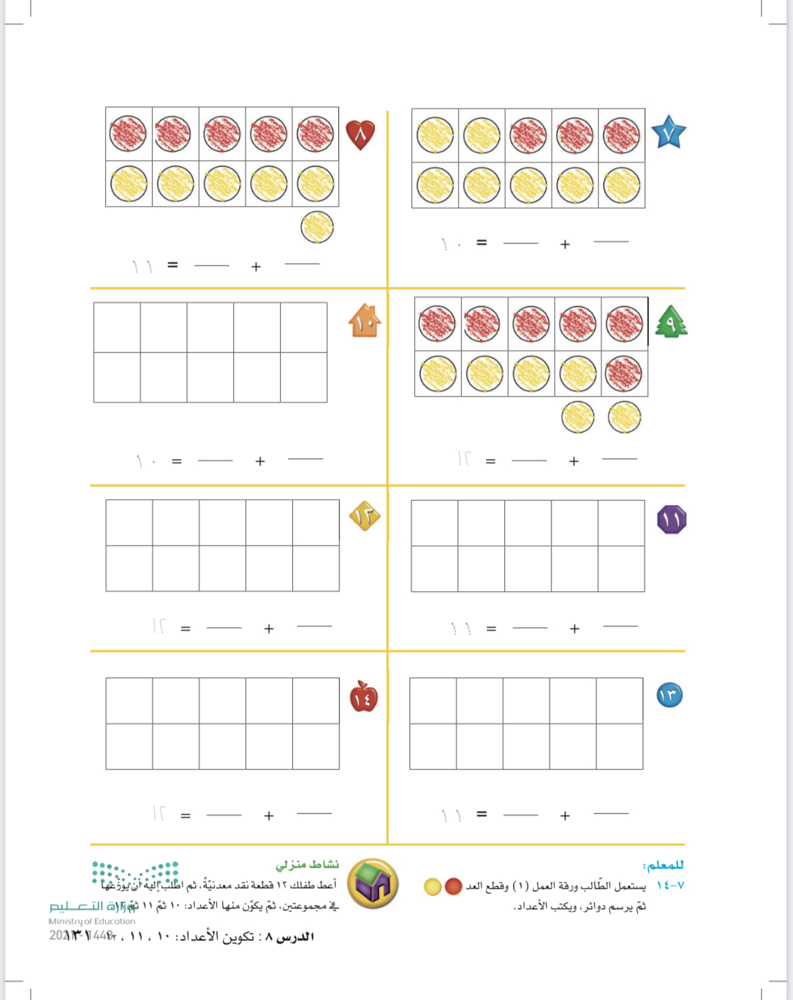 ٧
١٠ = ___ + ___
٨
١١ = ___ + ___
٩
١٢ = ___ + ___
١٠
١٠ = ___ + ___
١١
١١ = ___ + ___
١٢
١٢ = ___ + ___
١٣
١١ = ___ + ___
١٤
١٢ = ___ + ___
للمعلم:
٧-١٤ يستعمل الطّالب ورقة العمل (١) وقطع العد
ثمّ يرسم دوائر، ويكتب الأعداد.
نشاط منزلي
أعط طفلك ١٢ قطعة نقد معدنيّةً، ثم اطلب إليه أن يوزّعها
في مجموعتين، ثمّ يكوّن منها الأعداد: ١٠ ثمّ ١١ ثمّ ١٢.
وزارة التعليم
Ministry of Education
2021 - 1443
الدرس ٨ : تكوين الأعداد: ١٠ ، ١١ ، ١٢
١٣١